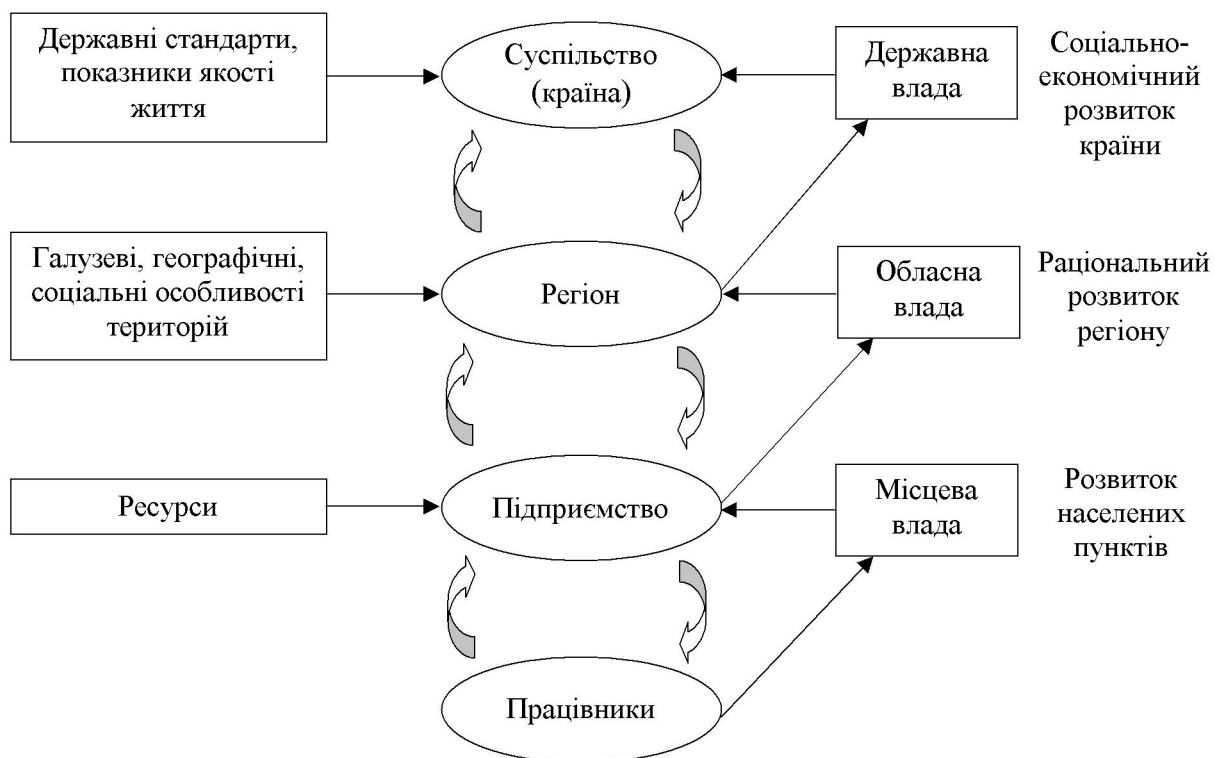 Державні стандарти,
показники якості
життя
Суспільство
(країна)
Державна
влада
Соціально-
економічний
розвиток
країни
Галузеві, географічні,
соціальні особливості
територій
Регіон
Обласна
влада
Раціональний
розвиток
регіону
Ресурси
Підприємство
Місцева
влада
Розвиток
населених
пунктів
Працівники